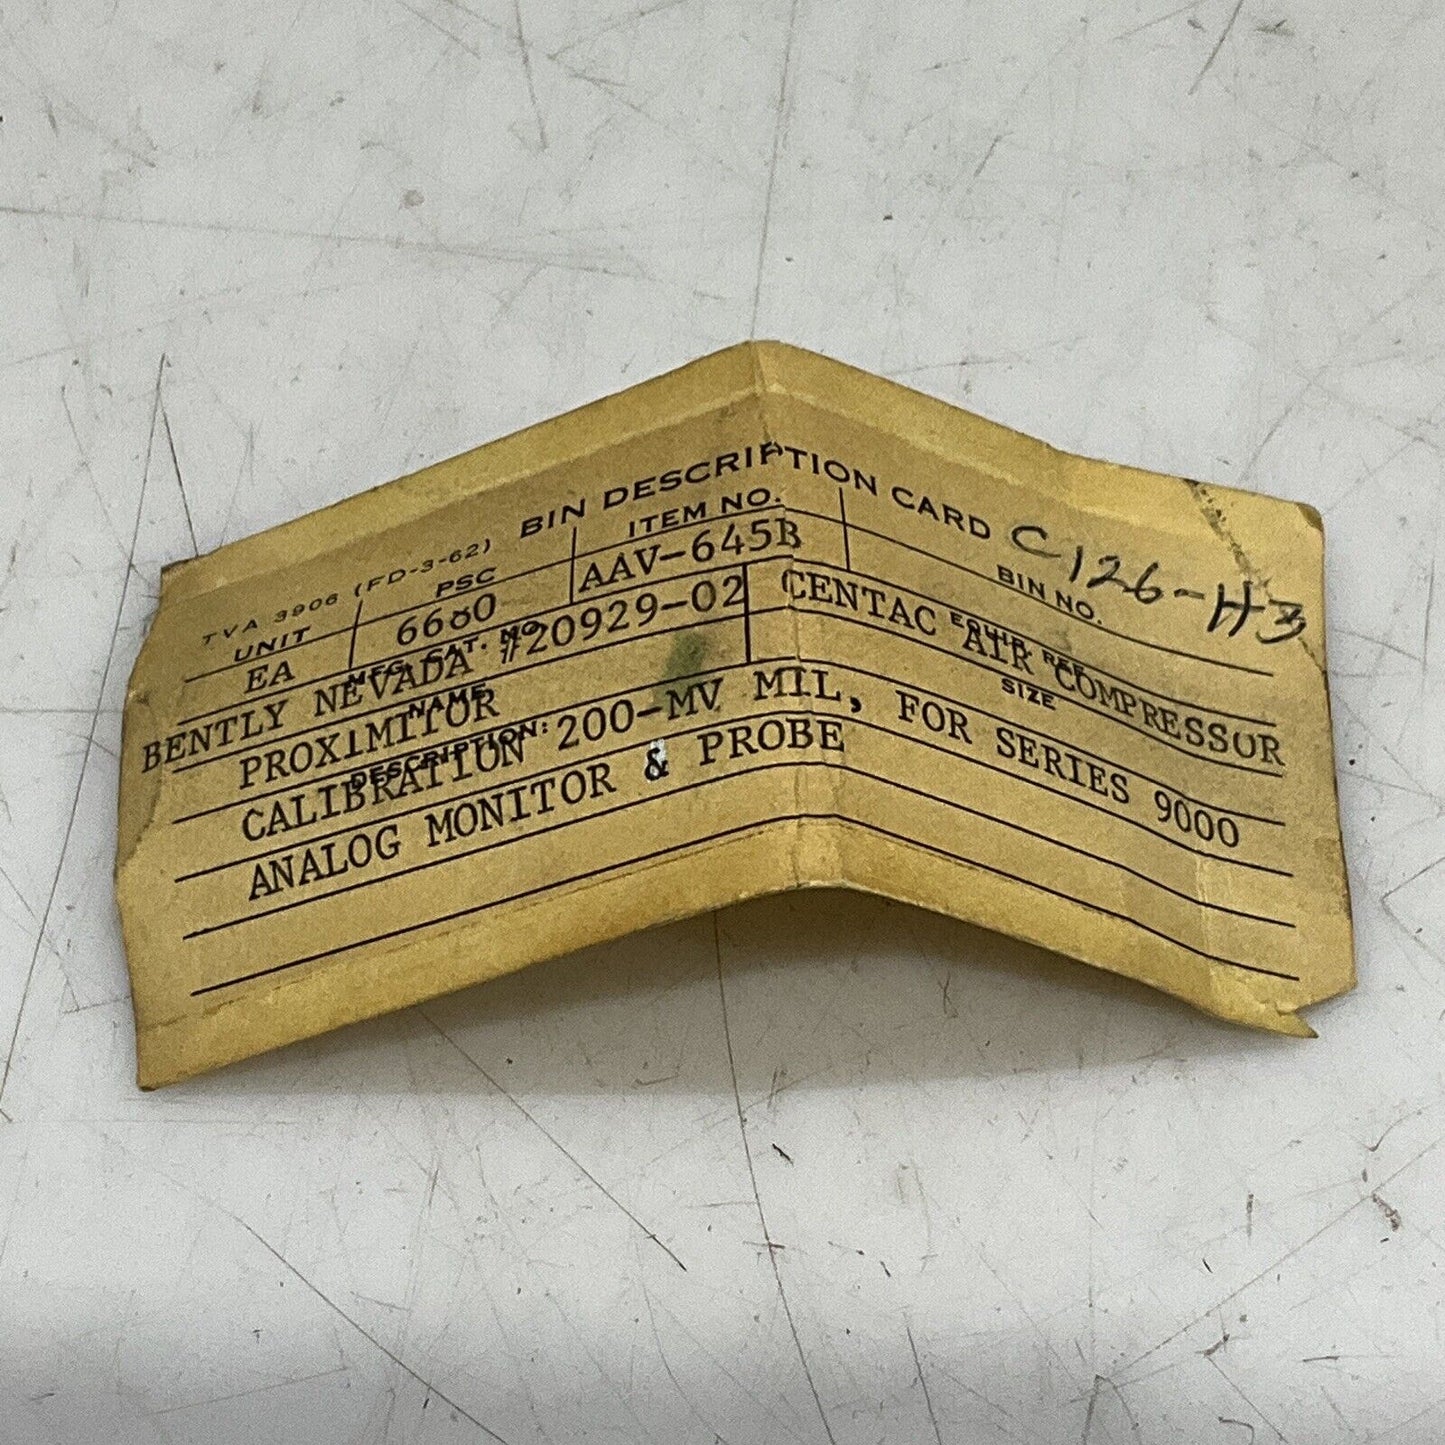 TVA 3906 (FD-3-62) BIN DESCRIPTION CARD
UNIT PSC ITEM NO. BIN NO.
EA 6680 AAV-645B C126-H3
MFG. CAT. NO. EQUIP. REF.
BENTLY NEVADA #20929-02 CENTAC AIR COMPRESSOR
NAME SIZE
PROXIMITOR
DESCRIPTION:
CALIBRATION 200-MV MIL, FOR SERIES 9000
ANALOG MONITOR & PROBE